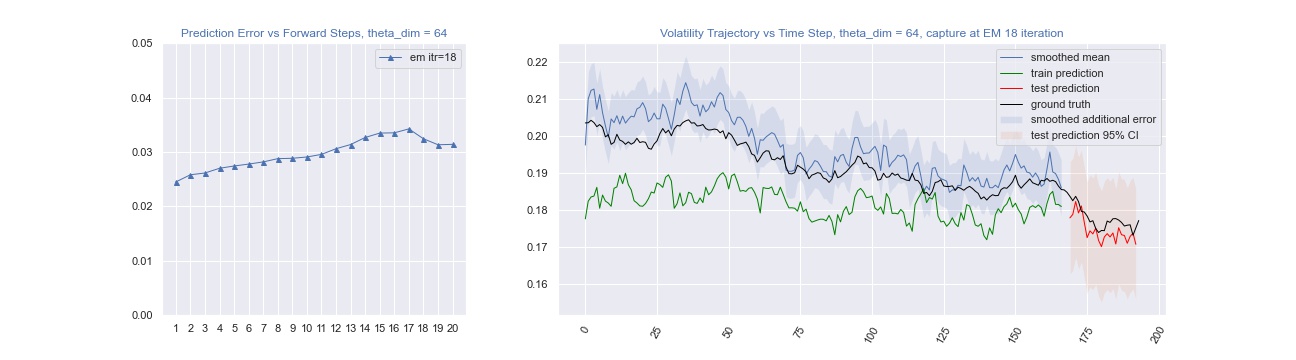 Prediction Error vs Forward Steps, theta_dim = 64
0.05
0.04
0.03
0.02
0.01
0.00
em itr=18
1 2 3 4 5 6 7 8 9 10 11 12 13 14 15 16 17 18 19 20
Volatility Trajectory vs Time Step, theta_dim = 64, capture at EM 18 iteration
0.22
0.21
0.20
0.19
0.18
0.17
0.16
smoothed mean
train prediction
test prediction
ground truth
smoothed additional error
test prediction 95% CI
0 25 50 75 100 125 150 175 200